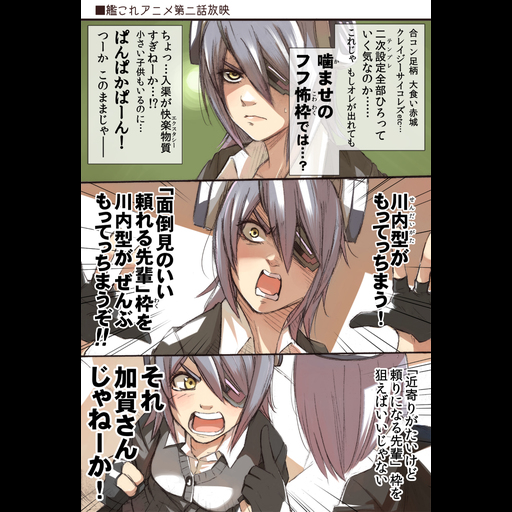 ■艦これアニメ第二話放映
合コン足柄 大食い赤城
クレイジーサイコレズetc…
二次設定全部ひろって
いく気なのか……
これじゃ もしオレが出れても
噛ませの
フフ怖枠
では…?
ちょっ…入渠が快楽物質
すぎねーか…!?
小さい子供もいるのに…
ぱんぱかぱーん!
つーか このままじゃ――
川内型が
もってっちまう!
「面倒見のいい
頼れる先輩」枠を
川内型が ぜんぶ
もってっちまうぞ!!
「近寄りがたいけど
頼りになる先輩」枠を
狙えばいいじゃない
それ
加賀さん
じゃねーか!